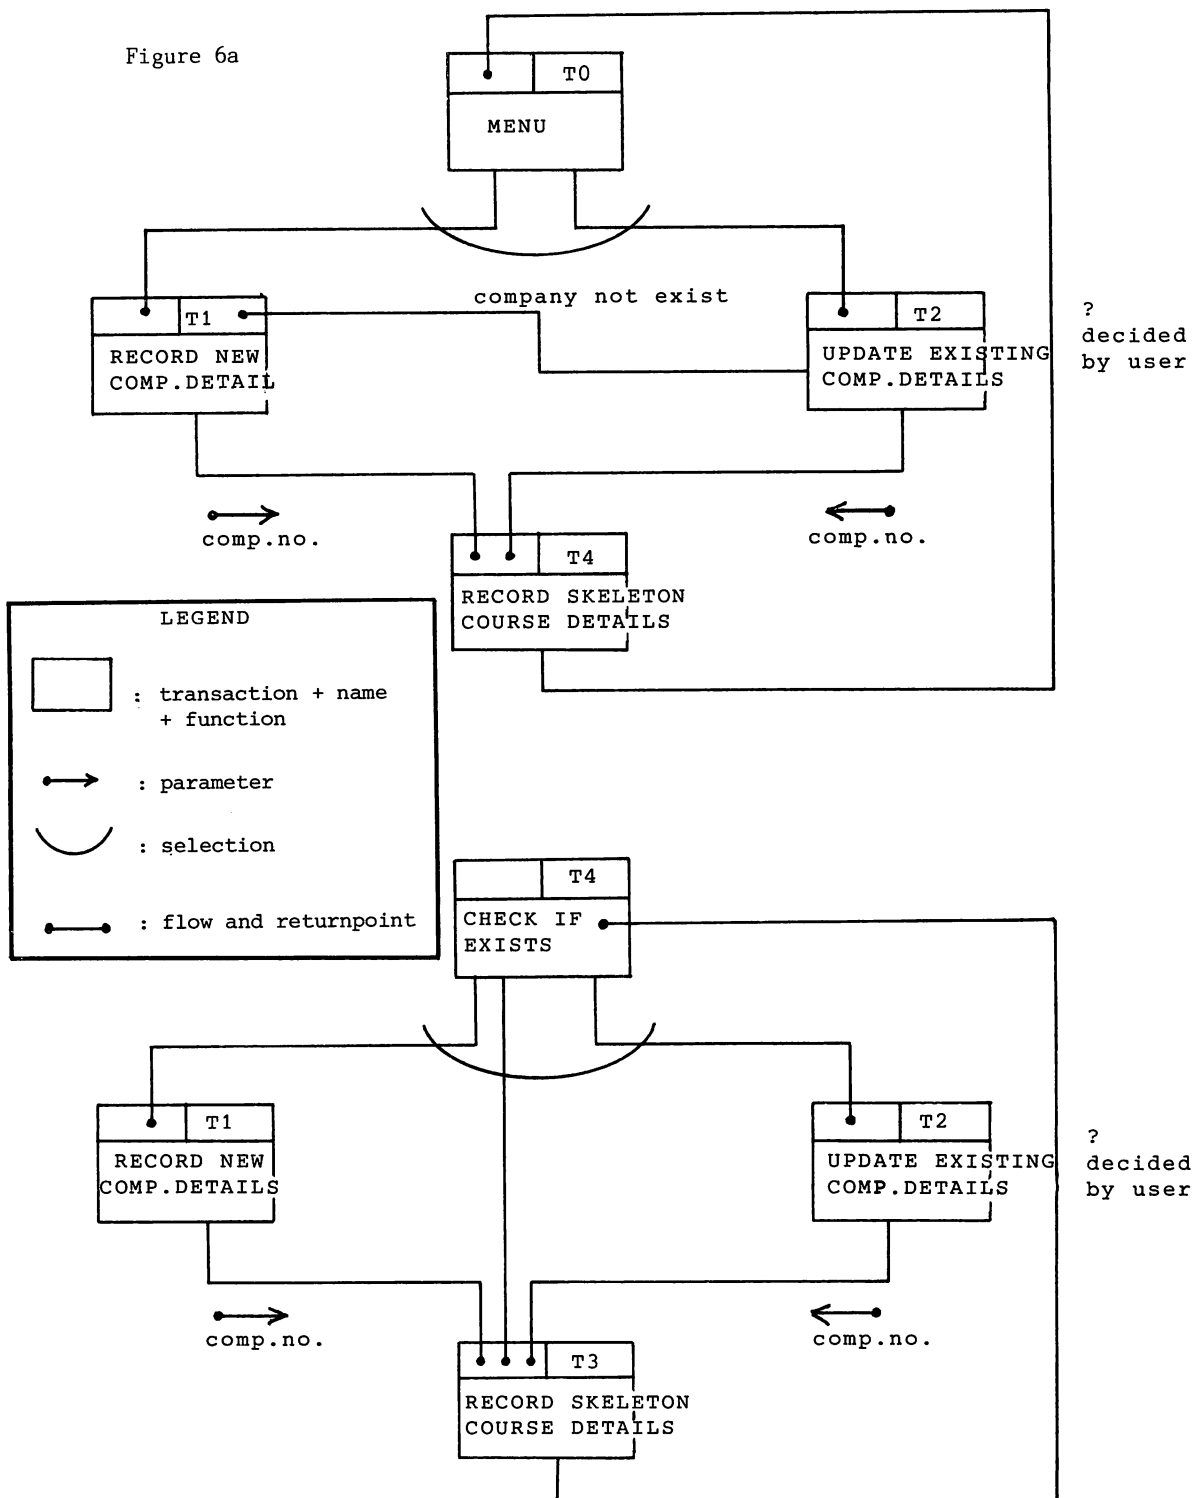 Figure 6a
T0
MENU
company not exist
T1
RECORD NEW
COMP.DETAIL
T2
UPDATE EXISTING
COMP.DETAILS
?
decided
by user
comp.no.
comp.no.
T4
RECORD SKELETON
COURSE DETAILS
LEGEND
: transaction + name
+ function
: parameter
: selection
: flow and returnpoint
T4
CHECK IF
EXISTS
T1
RECORD NEW
COMP.DETAILS
T2
UPDATE EXISTING
COMP.DETAILS
?
decided
by user
comp.no.
comp.no.
T3
RECORD SKELETON
COURSE DETAILS